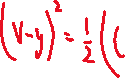 (y-y)² = 1/2 ((